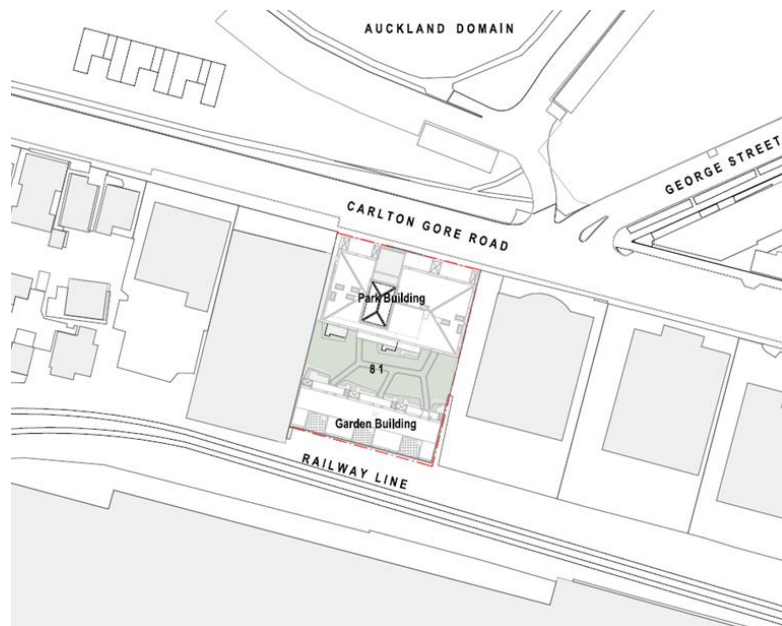 AUCKLAND DOMAIN
GEORGE STREET
CARLTON GORE ROAD
Park Building
8 1
Garden Building
RAILWAY LINE